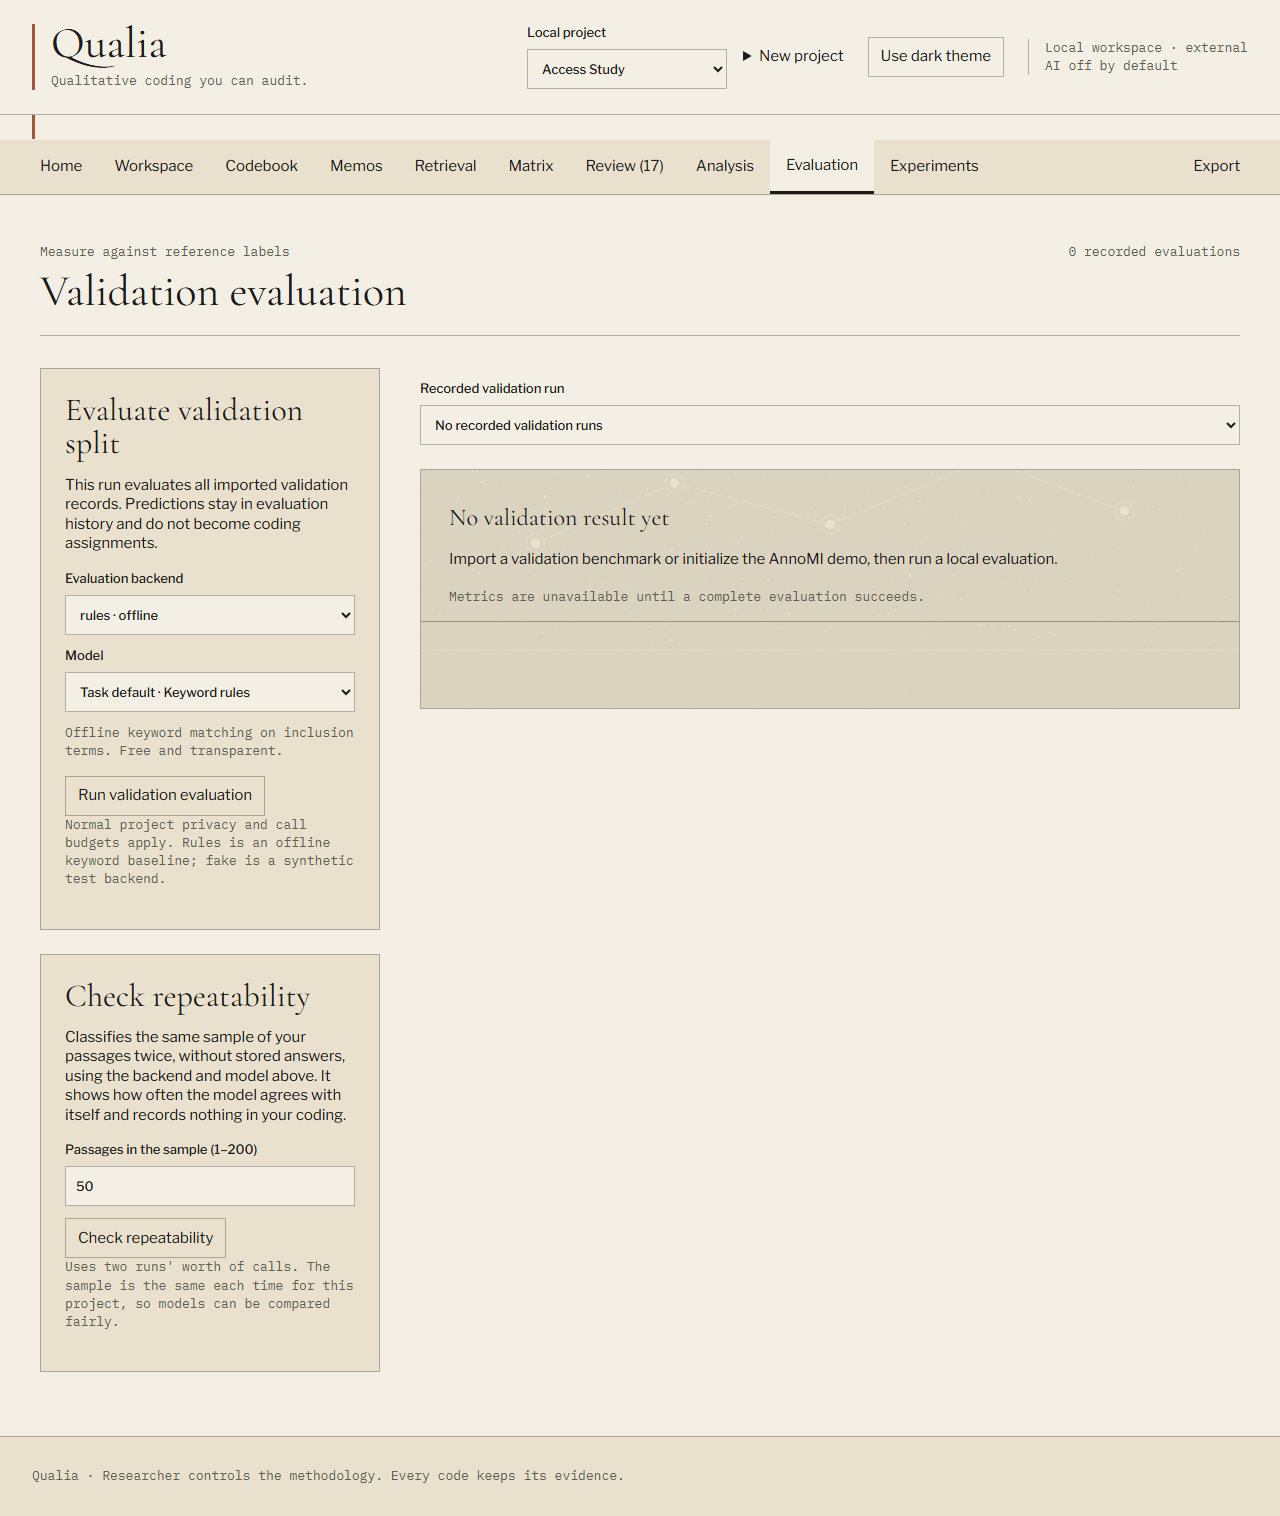 Qualia
Qualitative coding you can audit.
Local project
Access Study
New project
Use dark theme
Local workspace · external
AI off by default
Home
Workspace
Codebook
Memos
Retrieval
Matrix
Review (17)
Analysis
Evaluation
Experiments
Export
Measure against reference labels
0 recorded evaluations
Validation evaluation
Evaluate validation
split
This run evaluates all imported validation
records. Predictions stay in evaluation
history and do not become coding
assignments.
Evaluation backend
rules · offline
Model
Task default · Keyword rules
Offline keyword matching on inclusion
terms. Free and transparent.
Run validation evaluation
Normal project privacy and call
budgets apply. Rules is an offline
keyword baseline; fake is a synthetic
test backend.
Check repeatability
Classifies the same sample of your
passages twice, without stored answers,
using the backend and model above. It
shows how often the model agrees with
itself and records nothing in your coding.
Passages in the sample (1–200)
50
Check repeatability
Uses two runs' worth of calls. The
sample is the same each time for this
project, so models can be compared
fairly.
Recorded validation run
No recorded validation runs
No validation result yet
Import a validation benchmark or initialize the AnnoMI demo, then run a local evaluation.
Metrics are unavailable until a complete evaluation succeeds.
Qualia · Researcher controls the methodology. Every code keeps its evidence.